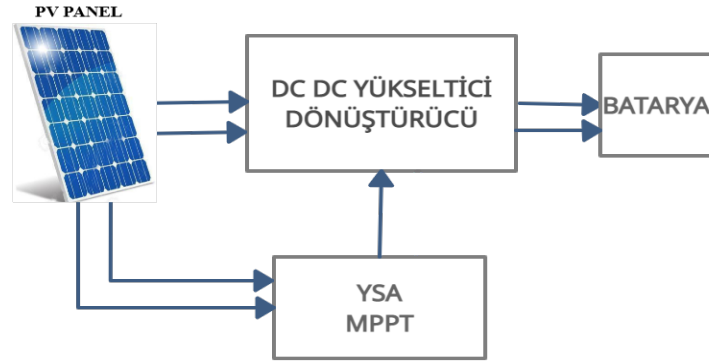 PV PANEL
DC DC YÜKSELTİCİ
DÖNÜŞTÜRÜCÜ
BATARYA
YSA
MPPT